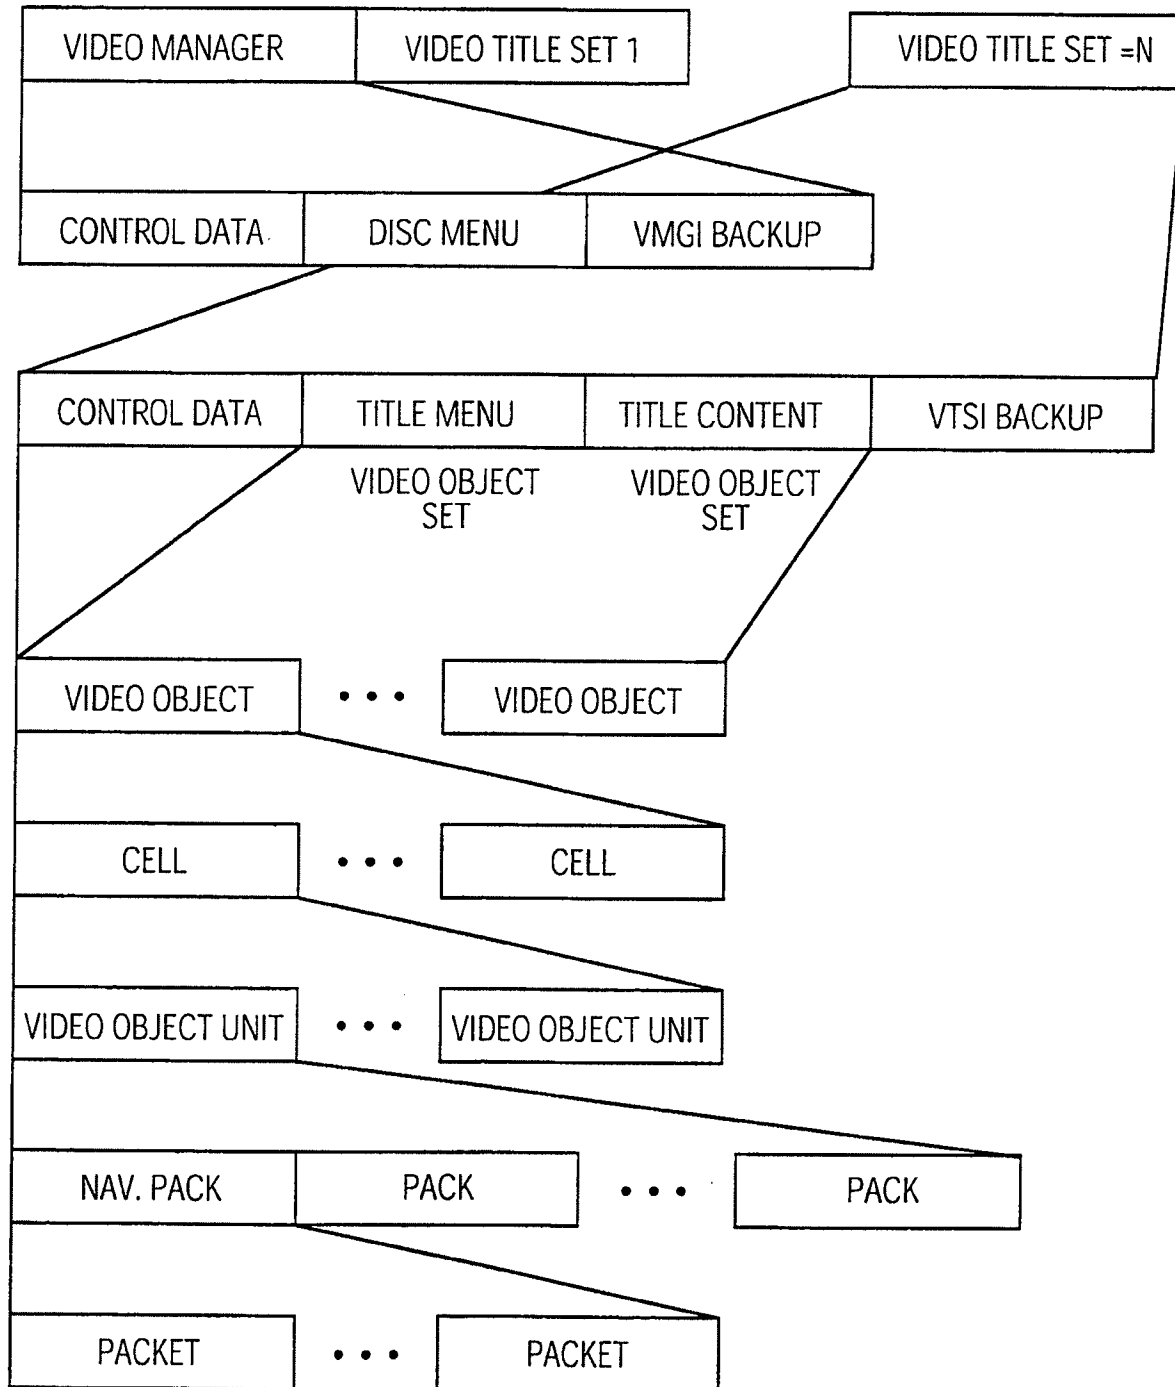 VIDEO MANAGER VIDEO TITLE SET 1 VIDEO TITLE SET =N
CONTROL DATA DISC MENU VMGI BACKUP
CONTROL DATA TITLE MENU TITLE CONTENT VTSI BACKUP
VIDEO OBJECT SET VIDEO OBJECT SET
VIDEO OBJECT • • • VIDEO OBJECT
CELL • • • CELL
VIDEO OBJECT UNIT • • • VIDEO OBJECT UNIT
NAV. PACK PACK • • • PACK
PACKET • • • PACKET